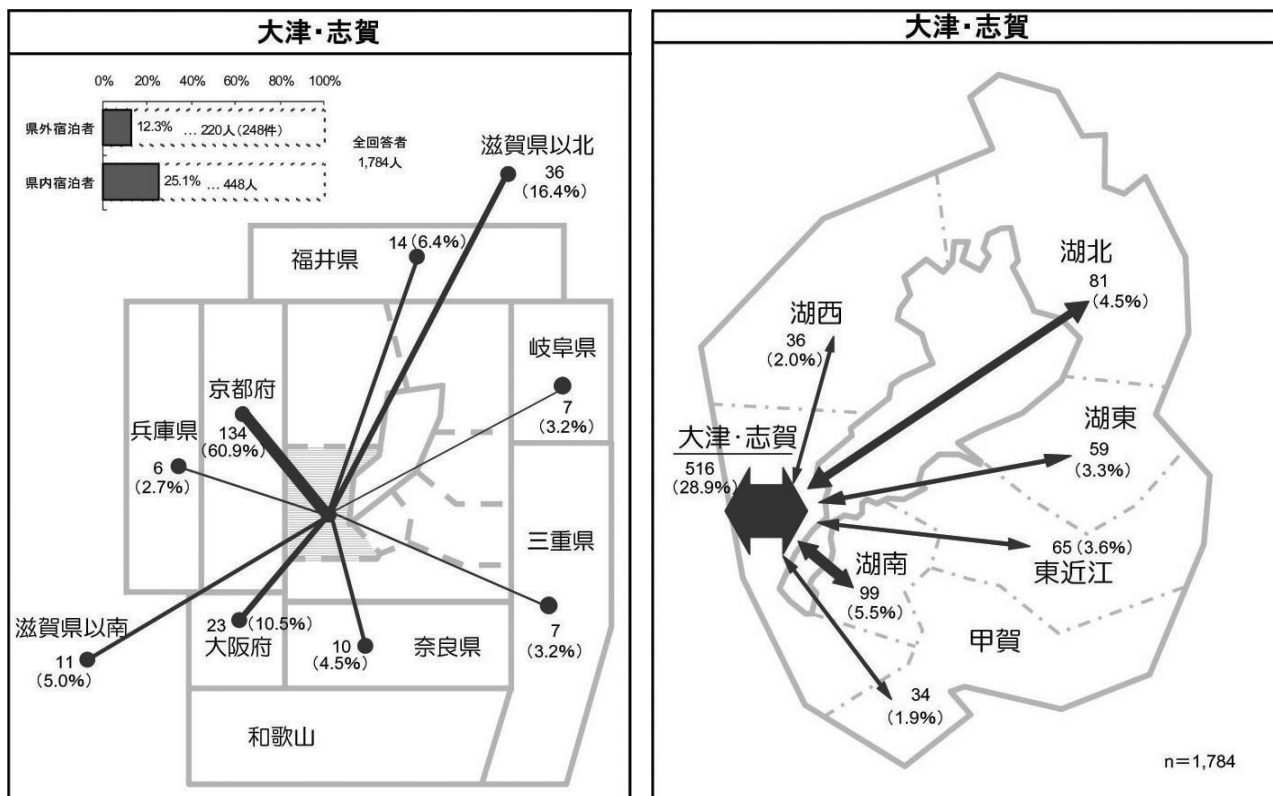 大津・志賀
0% 20% 40% 60% 80% 100%
県外宿泊者 12.3% … 220人(248件)
全回答者
1,784人
県内宿泊者 25.1% … 448人
滋賀県以北
36
(16.4%)
14(6.4%)
福井県
岐阜県
7
(3.2%)
京都府
134
(60.9%)
兵庫県
6
(2.7%)
三重県
7
(3.2%)
滋賀県以南
11
(5.0%)
23(10.5%)
大阪府
10
(4.5%)
奈良県
和歌山
大津・志賀
湖北
81
(4.5%)
湖西
36
(2.0%)
湖東
59
(3.3%)
大津・志賀
516
(28.9%)
65(3.6%)
東近江
湖南
99
(5.5%)
甲賀
34
(1.9%)
n=1,784